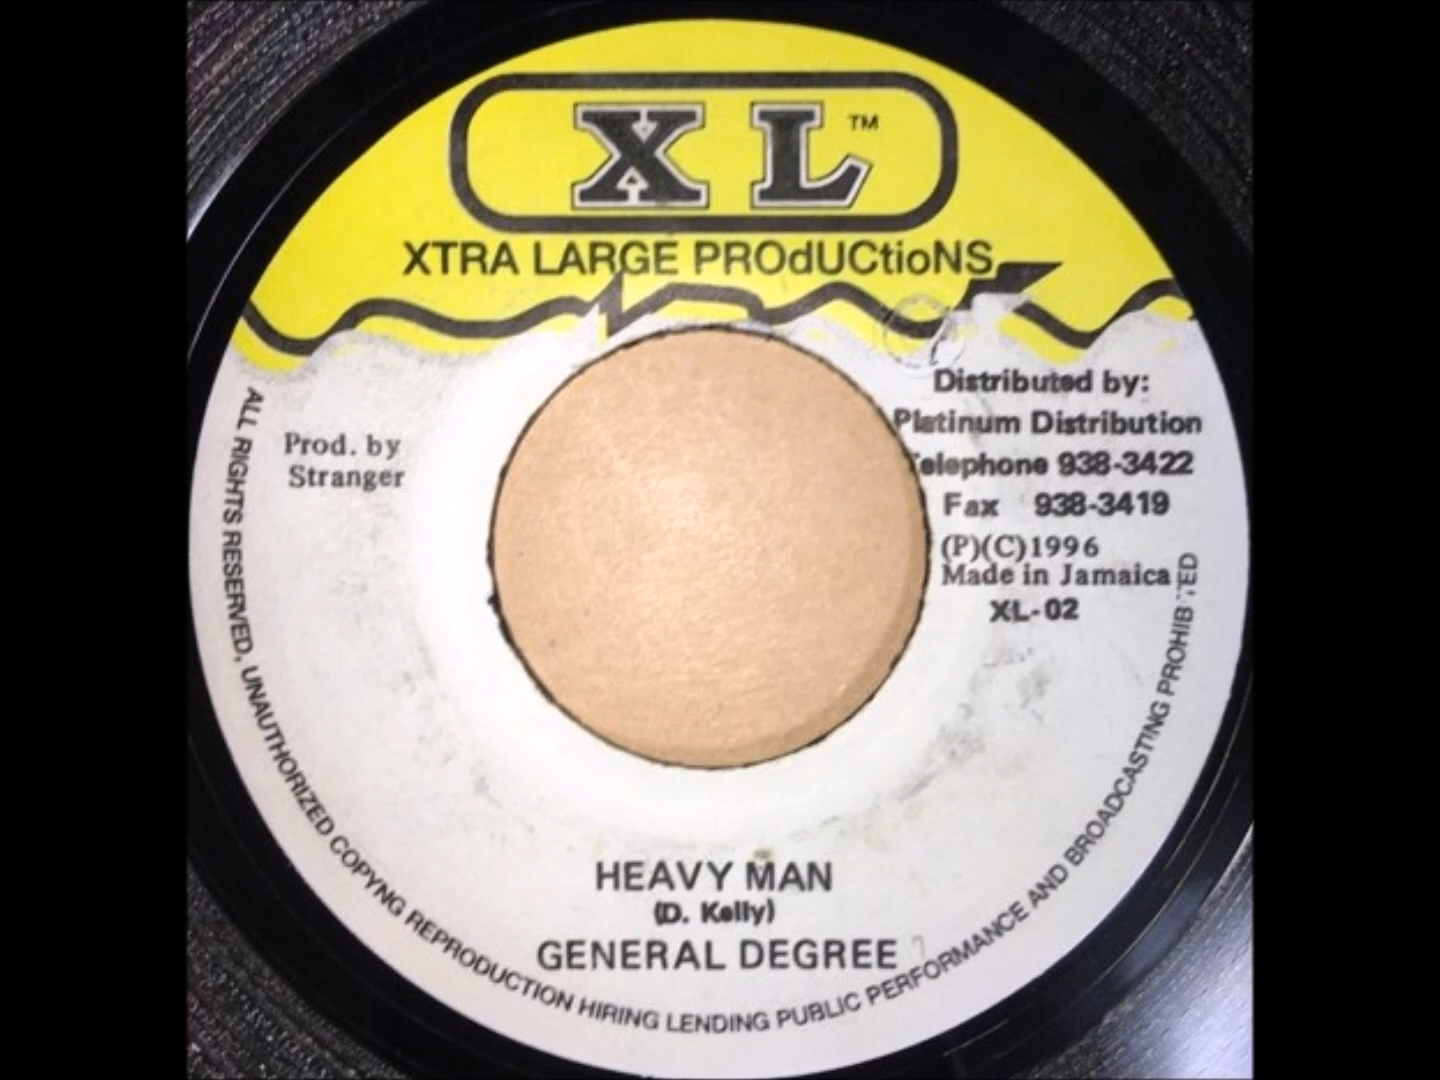 XL™
XTRA LARGE PROdUCtioNS
Prod. by
Stranger
Distributed by:
Platinum Distribution
Telephone 938-3422
Fax 938-3419
(P)(C)1996
Made in Jamaica
XL-02
HEAVY MAN
(D. Kelly)
GENERAL DEGREE
ALL RIGHTS RESERVED, UNAUTHORIZED COPYNG REPRODUCTION HIRING LENDING PUBLIC PERFORMANCE AND BROADCASTING PROHIBITED